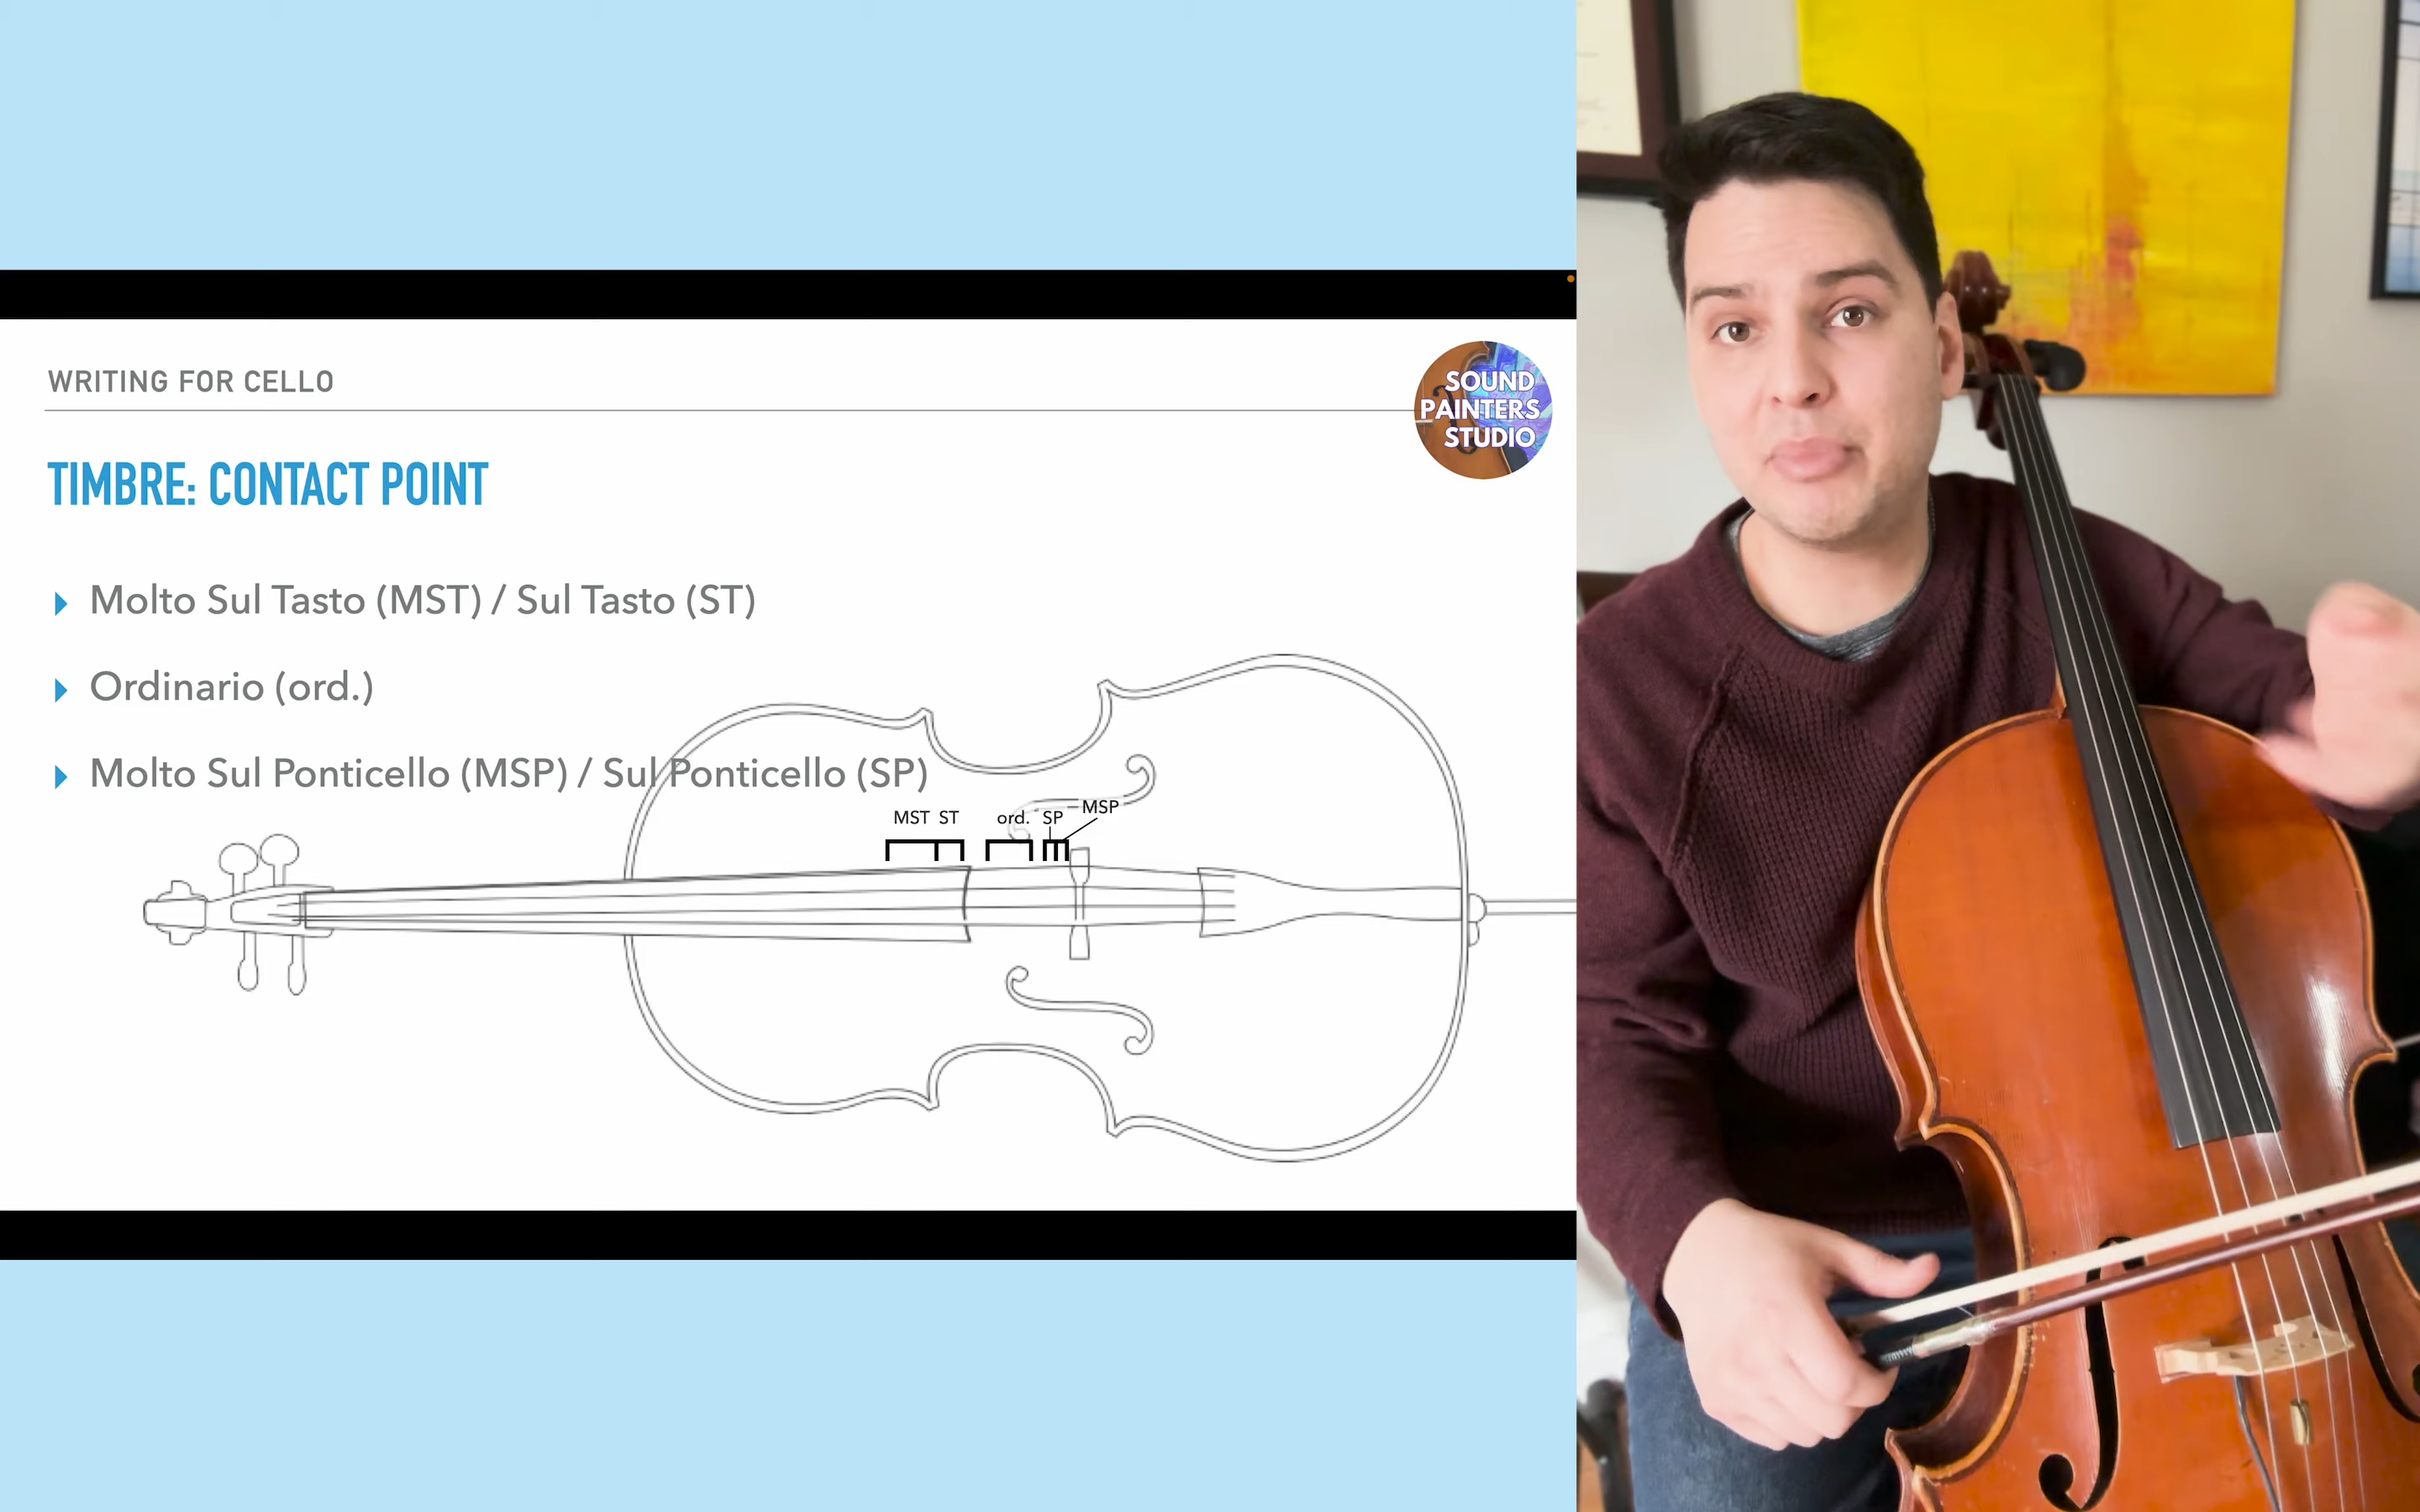 WRITING FOR CELLO
SOUND
PAINTERS
STUDIO
TIMBRE: CONTACT POINT
Molto Sul Tasto (MST) / Sul Tasto (ST)
Ordinario (ord.)
Molto Sul Ponticello (MSP) / Sul Ponticello (SP)
MST ST ord. SP MSP